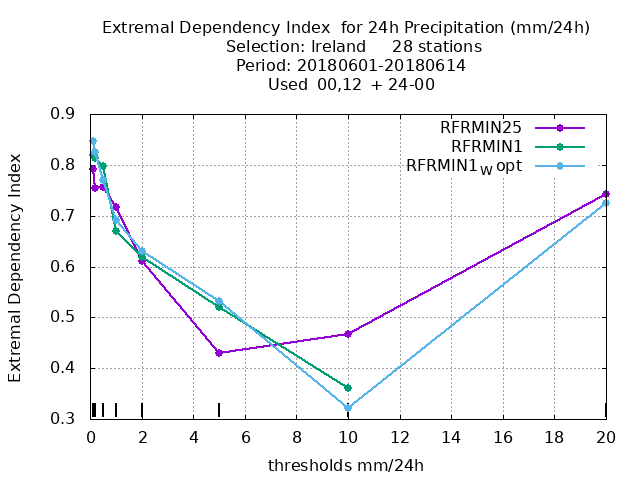 Extremal Dependency Index  for 24h Precipitation (mm/24h)
Selection: Ireland     28 stations
Period: 20180601-20180614
Used  00,12  + 24-00
RFRMIN25
RFRMIN1
RFRMIN1W opt
Extremal Dependency Index
0.9
0.8
0.7
0.6
0.5
0.4
0.3
0 2 4 6 8 10 12 14 16 18 20
thresholds mm/24h